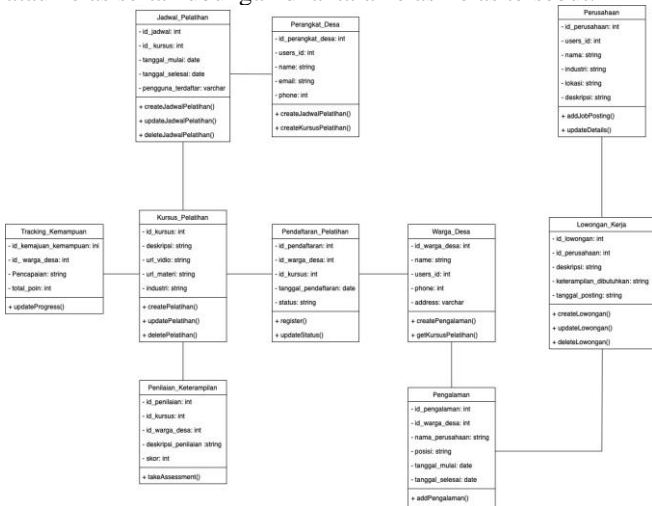 Jadwal_Pelatihan
- id_jadwal: int
- id_ kursus: int
- tanggal_mulai: date
- tanggal_selesai: date
- pengguna_terdaftar: varchar
+ createJadwalPelatihan()
+ updateJadwalPelatihan()
+ deleteJadwalPelatihan()
Perangkat_Desa
- id_perangkat_desa: int
- users_id: int
- name: string
- email: string
- phone: int
+ createJadwalPelatihan()
+ createKursusPelatihan()
Perusahaan
- id_perusahaan: int
- users_id: int
- nama: string
- industri: string
- lokasi: string
- deskripsi: string
+ addJobPosting()
+ updateDetails()
Tracking_Kemampuan
- id_kemajuan_kemampuan: ini
- id_ warga_desa: int
- Pencapaian: string
- total_poin: int
+ updateProgress()
Kursus_Pelatihan
- id_kursus: int
- deskripsi: string
- url_vidio: string
- url_materi: string
- industri: string
+ createPelatihan()
+ updatePelatihan()
+ deletePelatihan()
Pendaftaran_Pelatihan
- id_pendaftaran: int
- id_warga_desa: int
- id_kursus: int
- tanggal_pendaftaran: date
- status: string
+ register()
+ updateStatus()
Warga_Desa
- id_warga_desa: int
- name: string
- users_id: int
- phone: int
- address: varchar
+ createPengalaman()
+ getKursusPelatihan()
Lowongan_Kerja
- id_lowongan: int
- id_perusahaan: int
- deskripsi: string
- keterampilan_dibutuhkan: string
- tanggal_posting: string
+ createLowongan()
+ updateLowongan()
+ deleteLowongan()
Penilaian_Keterampilan
- id_penilaian: int
- id_kursus: int
- id_warga_desa: int
- deskripsi_penilaian :string
- skor: int
+ takeAssessment()
Pengalaman
- id_pengalaman: int
- id_warga_desa: int
- nama_perusahaan: string
- posisi: string
- tanggal_mulai: date
- tanggal_selesai: date
+ addPengalaman()